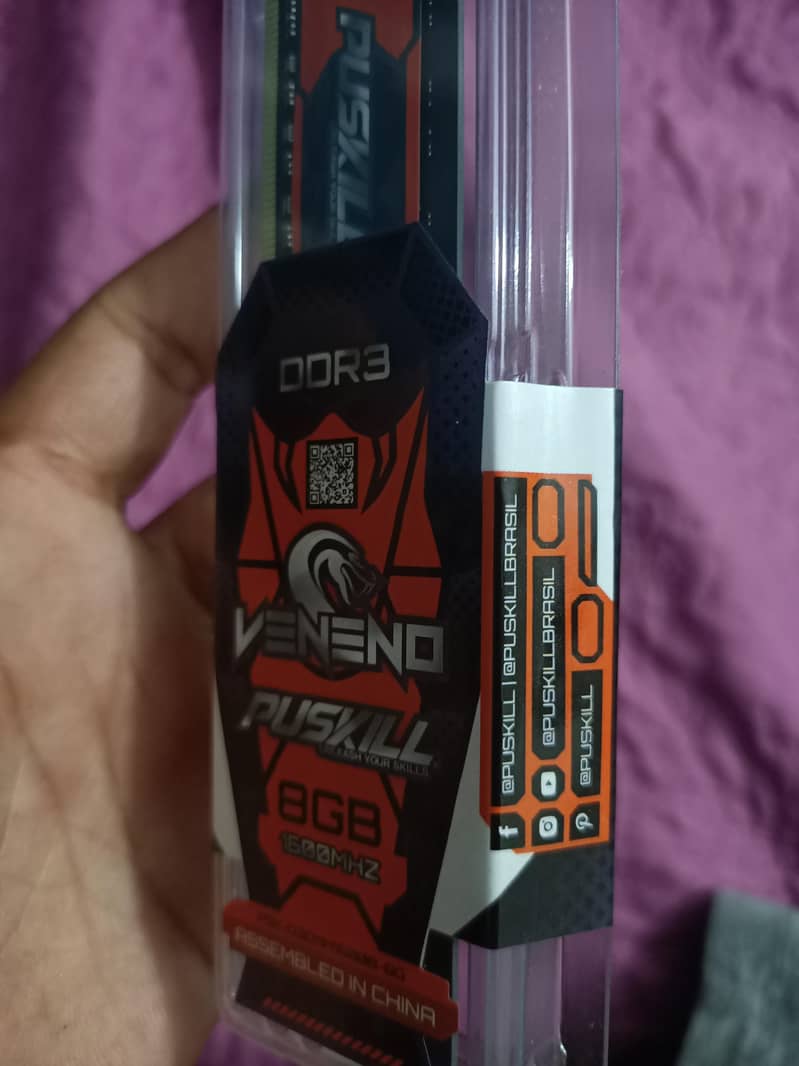 PUSKILL
DDR3
VENENO
PUSKILL
UNLEASH YOUR SKILLS
8GB
1600MHZ
ASSEMBLED IN CHINA
@PUSKILL | @PUSKILLBRASIL
@PUSKILLBRASIL
@PUSKILL